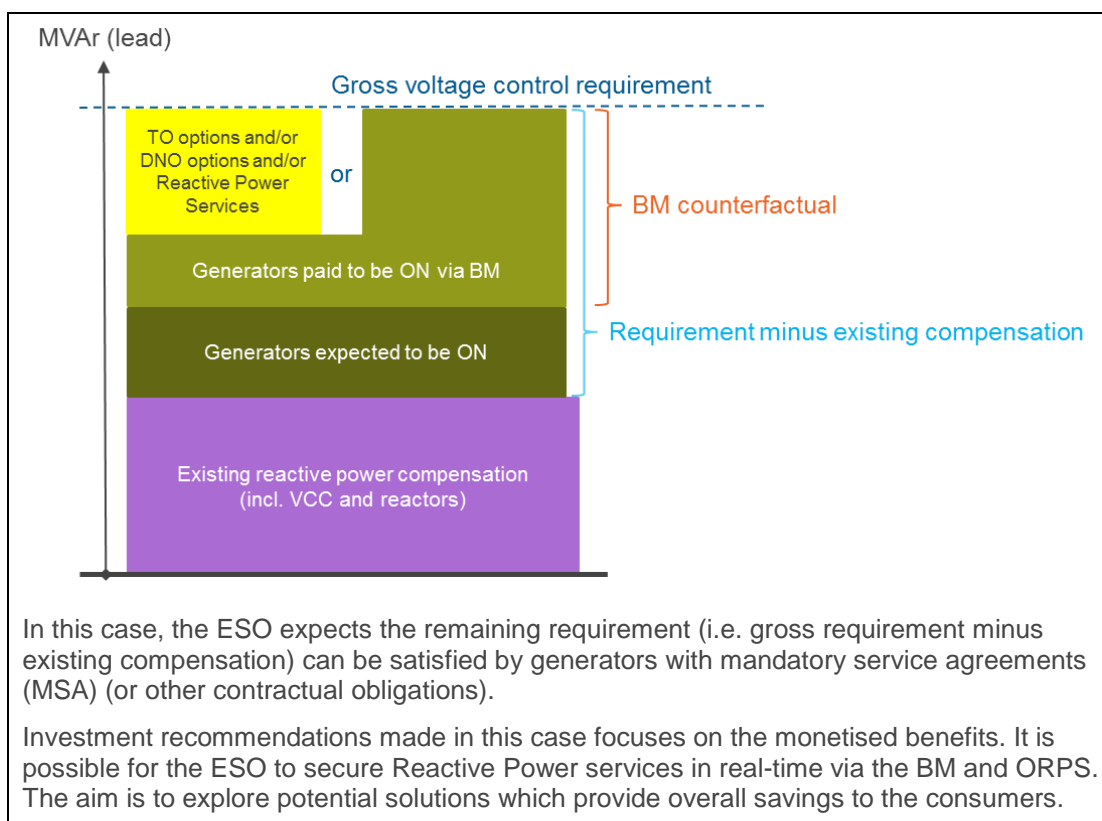 MVAr (lead)
Gross voltage control requirement
TO options and/or
DNO options and/or
Reactive Power
Services
or
BM counterfactual
Generators paid to be ON via BM
Requirement minus existing compensation
Generators expected to be ON
Existing reactive power compensation
(incl. VCC and reactors)
In this case, the ESO expects the remaining requirement (i.e. gross requirement minus
existing compensation) can be satisfied by generators with mandatory service agreements
(MSA) (or other contractual obligations).
Investment recommendations made in this case focuses on the monetised benefits. It is
possible for the ESO to secure Reactive Power services in real-time via the BM and ORPS.
The aim is to explore potential solutions which provide overall savings to the consumers.